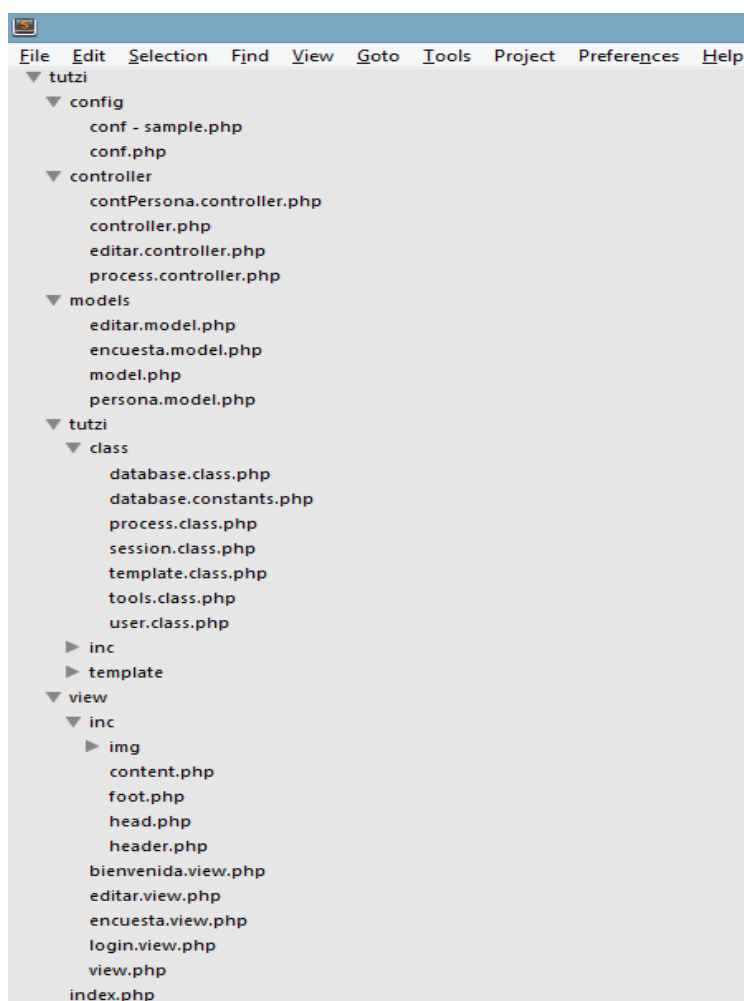 File Edit Selection Find View Goto Tools Project Preferences Help
tutzi
config
conf - sample.php
conf.php
controller
contPersona.controller.php
controller.php
editar.controller.php
process.controller.php
models
editar.model.php
encuesta.model.php
model.php
persona.model.php
tutzi
class
database.class.php
database.constants.php
process.class.php
session.class.php
template.class.php
tools.class.php
user.class.php
inc
template
view
inc
img
content.php
foot.php
head.php
header.php
bienvenida.view.php
editar.view.php
encuesta.view.php
login.view.php
view.php
index.php